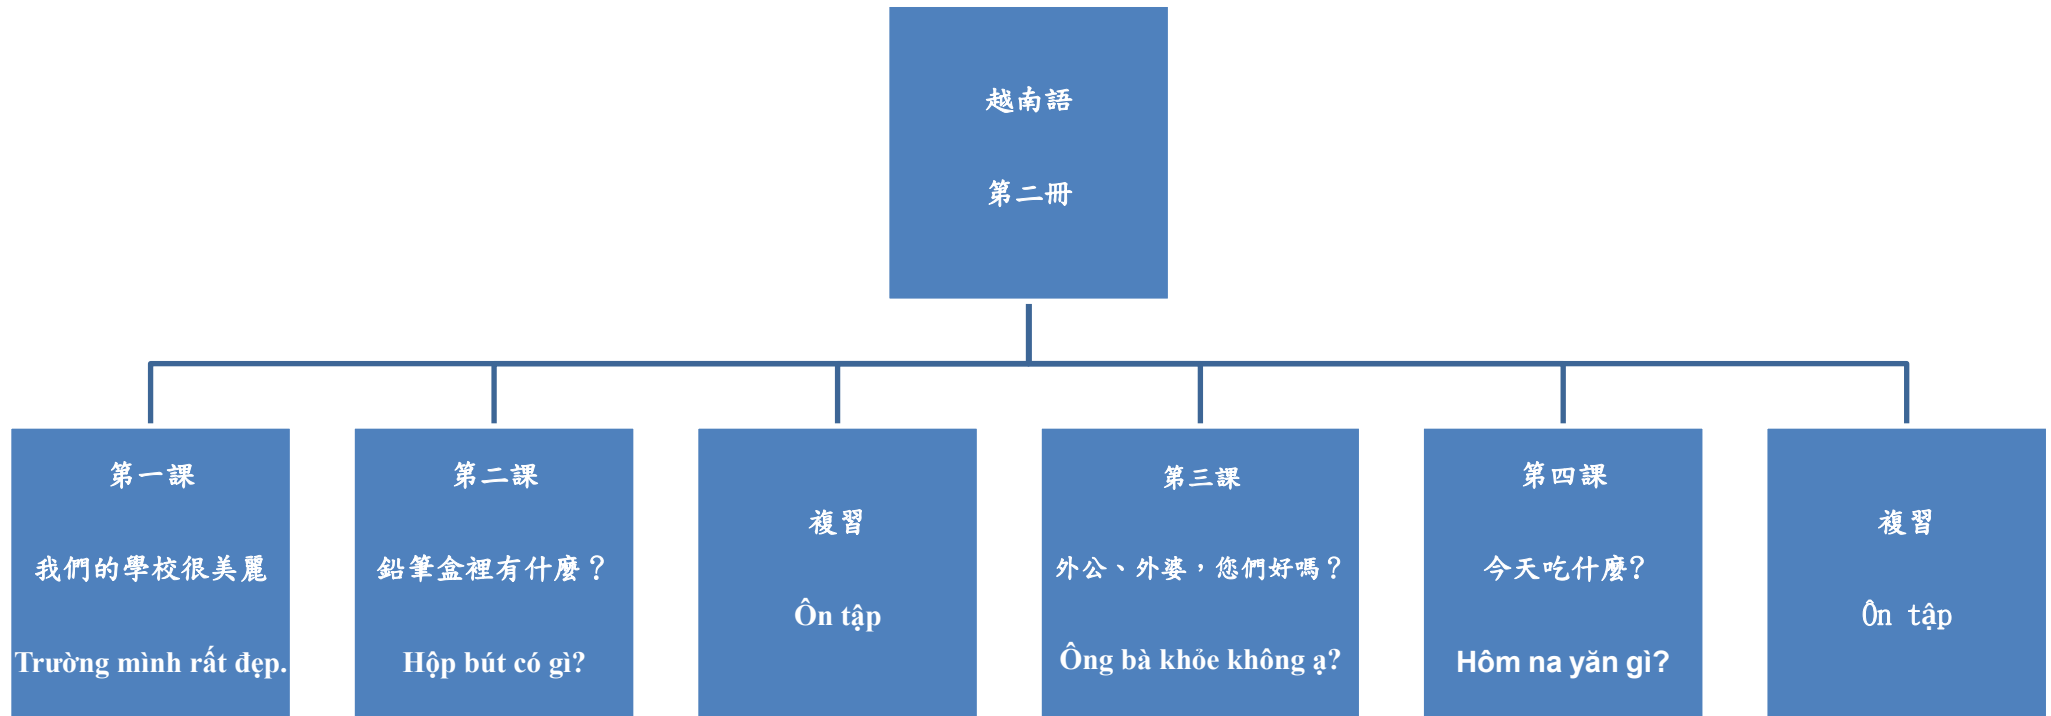 越南語
第二冊
第一課
我們的學校很美麗
Trường mình rất đẹp.
第二課
鉛筆盒裡有什麼？
Hộp bút có gì?
複習
Ôn tập
第三課
外公、外婆，您們好嗎？
Ông bà khỏe không ạ?
第四課
今天吃什麼?
Hôm na yăn gì?
複習
Ôn tập